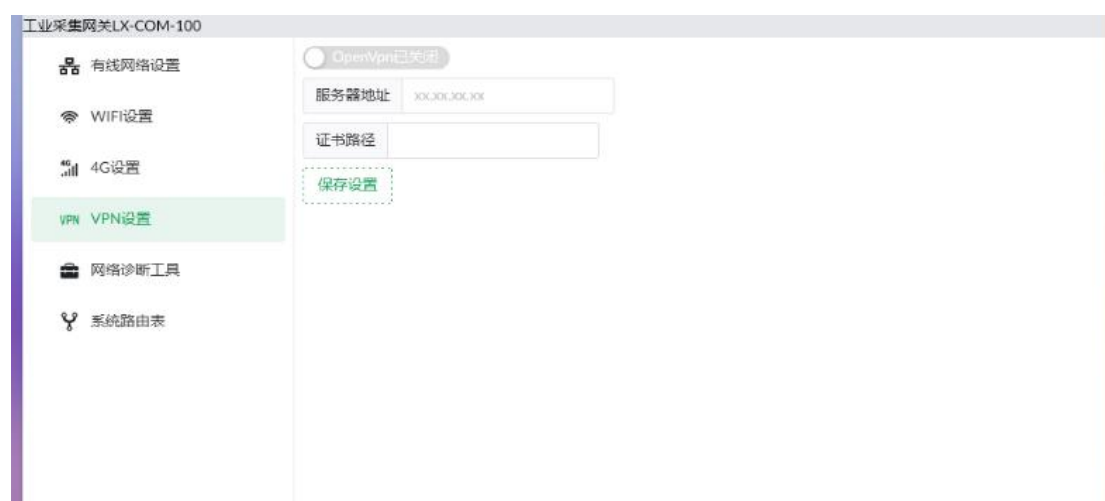 工业采集网关LX-COM-100
有线网络设置
WIFI设置
4G 4G设置
VPN VPN设置
网络诊断工具
系统路由表
OpenVpn已关闭
服务器地址 xx.xx.xx.xx
证书路径
保存设置